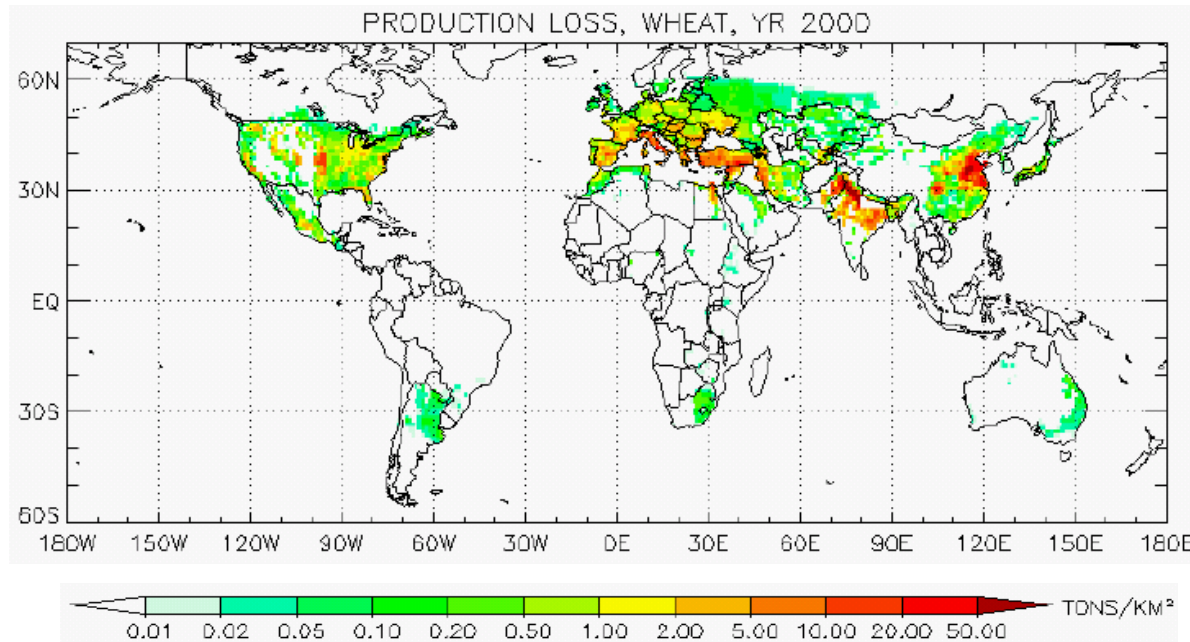 PRODUCTION LOSS, WHEAT, YR 2000
60N
30N
EQ
30S
60S
180W 150W 120W 90W 60W 30W 0E 30E 60E 90E 120E 150E 180E
TONS/KM²
0.01 0.02 0.05 0.10 0.20 0.50 1.00 2.00 5.00 10.00 20.00 50.00